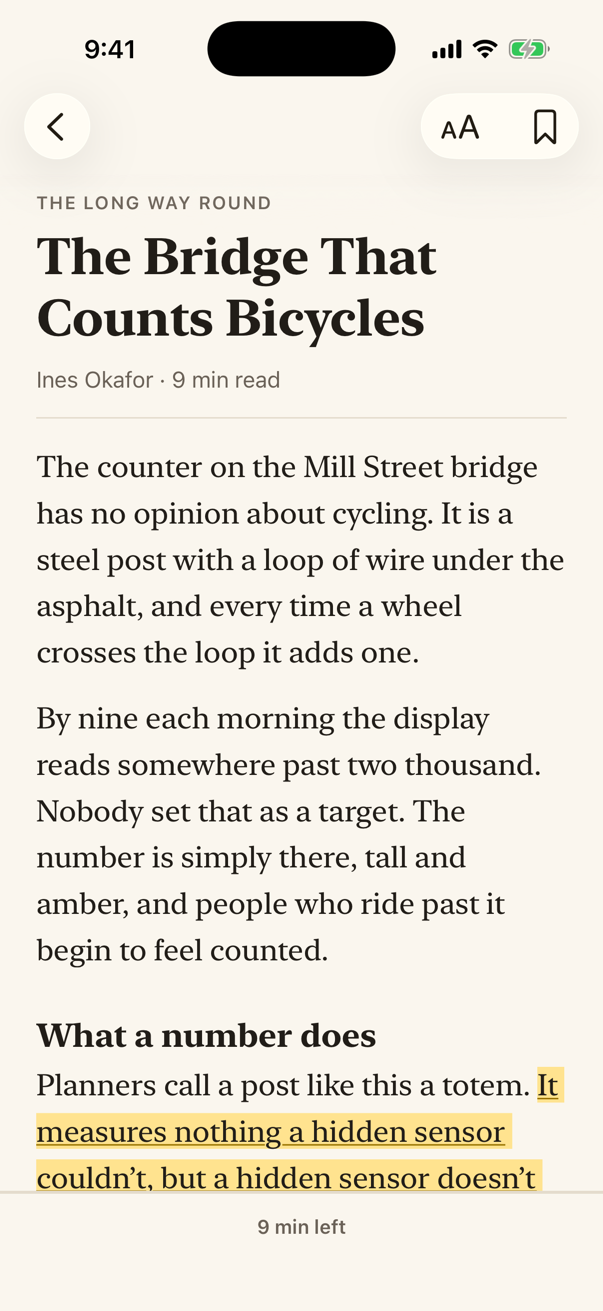 9:41
AA
THE LONG WAY ROUND
The Bridge That
Counts Bicycles
Ines Okafor · 9 min read
The counter on the Mill Street bridge
has no opinion about cycling. It is a
steel post with a loop of wire under the
asphalt, and every time a wheel
crosses the loop it adds one.
By nine each morning the display
reads somewhere past two thousand.
Nobody set that as a target. The
number is simply there, tall and
amber, and people who ride past it
begin to feel counted.
What a number does
Planners call a post like this a totem. It
measures nothing a hidden sensor
couldn’t, but a hidden sensor doesn’t
9 min left